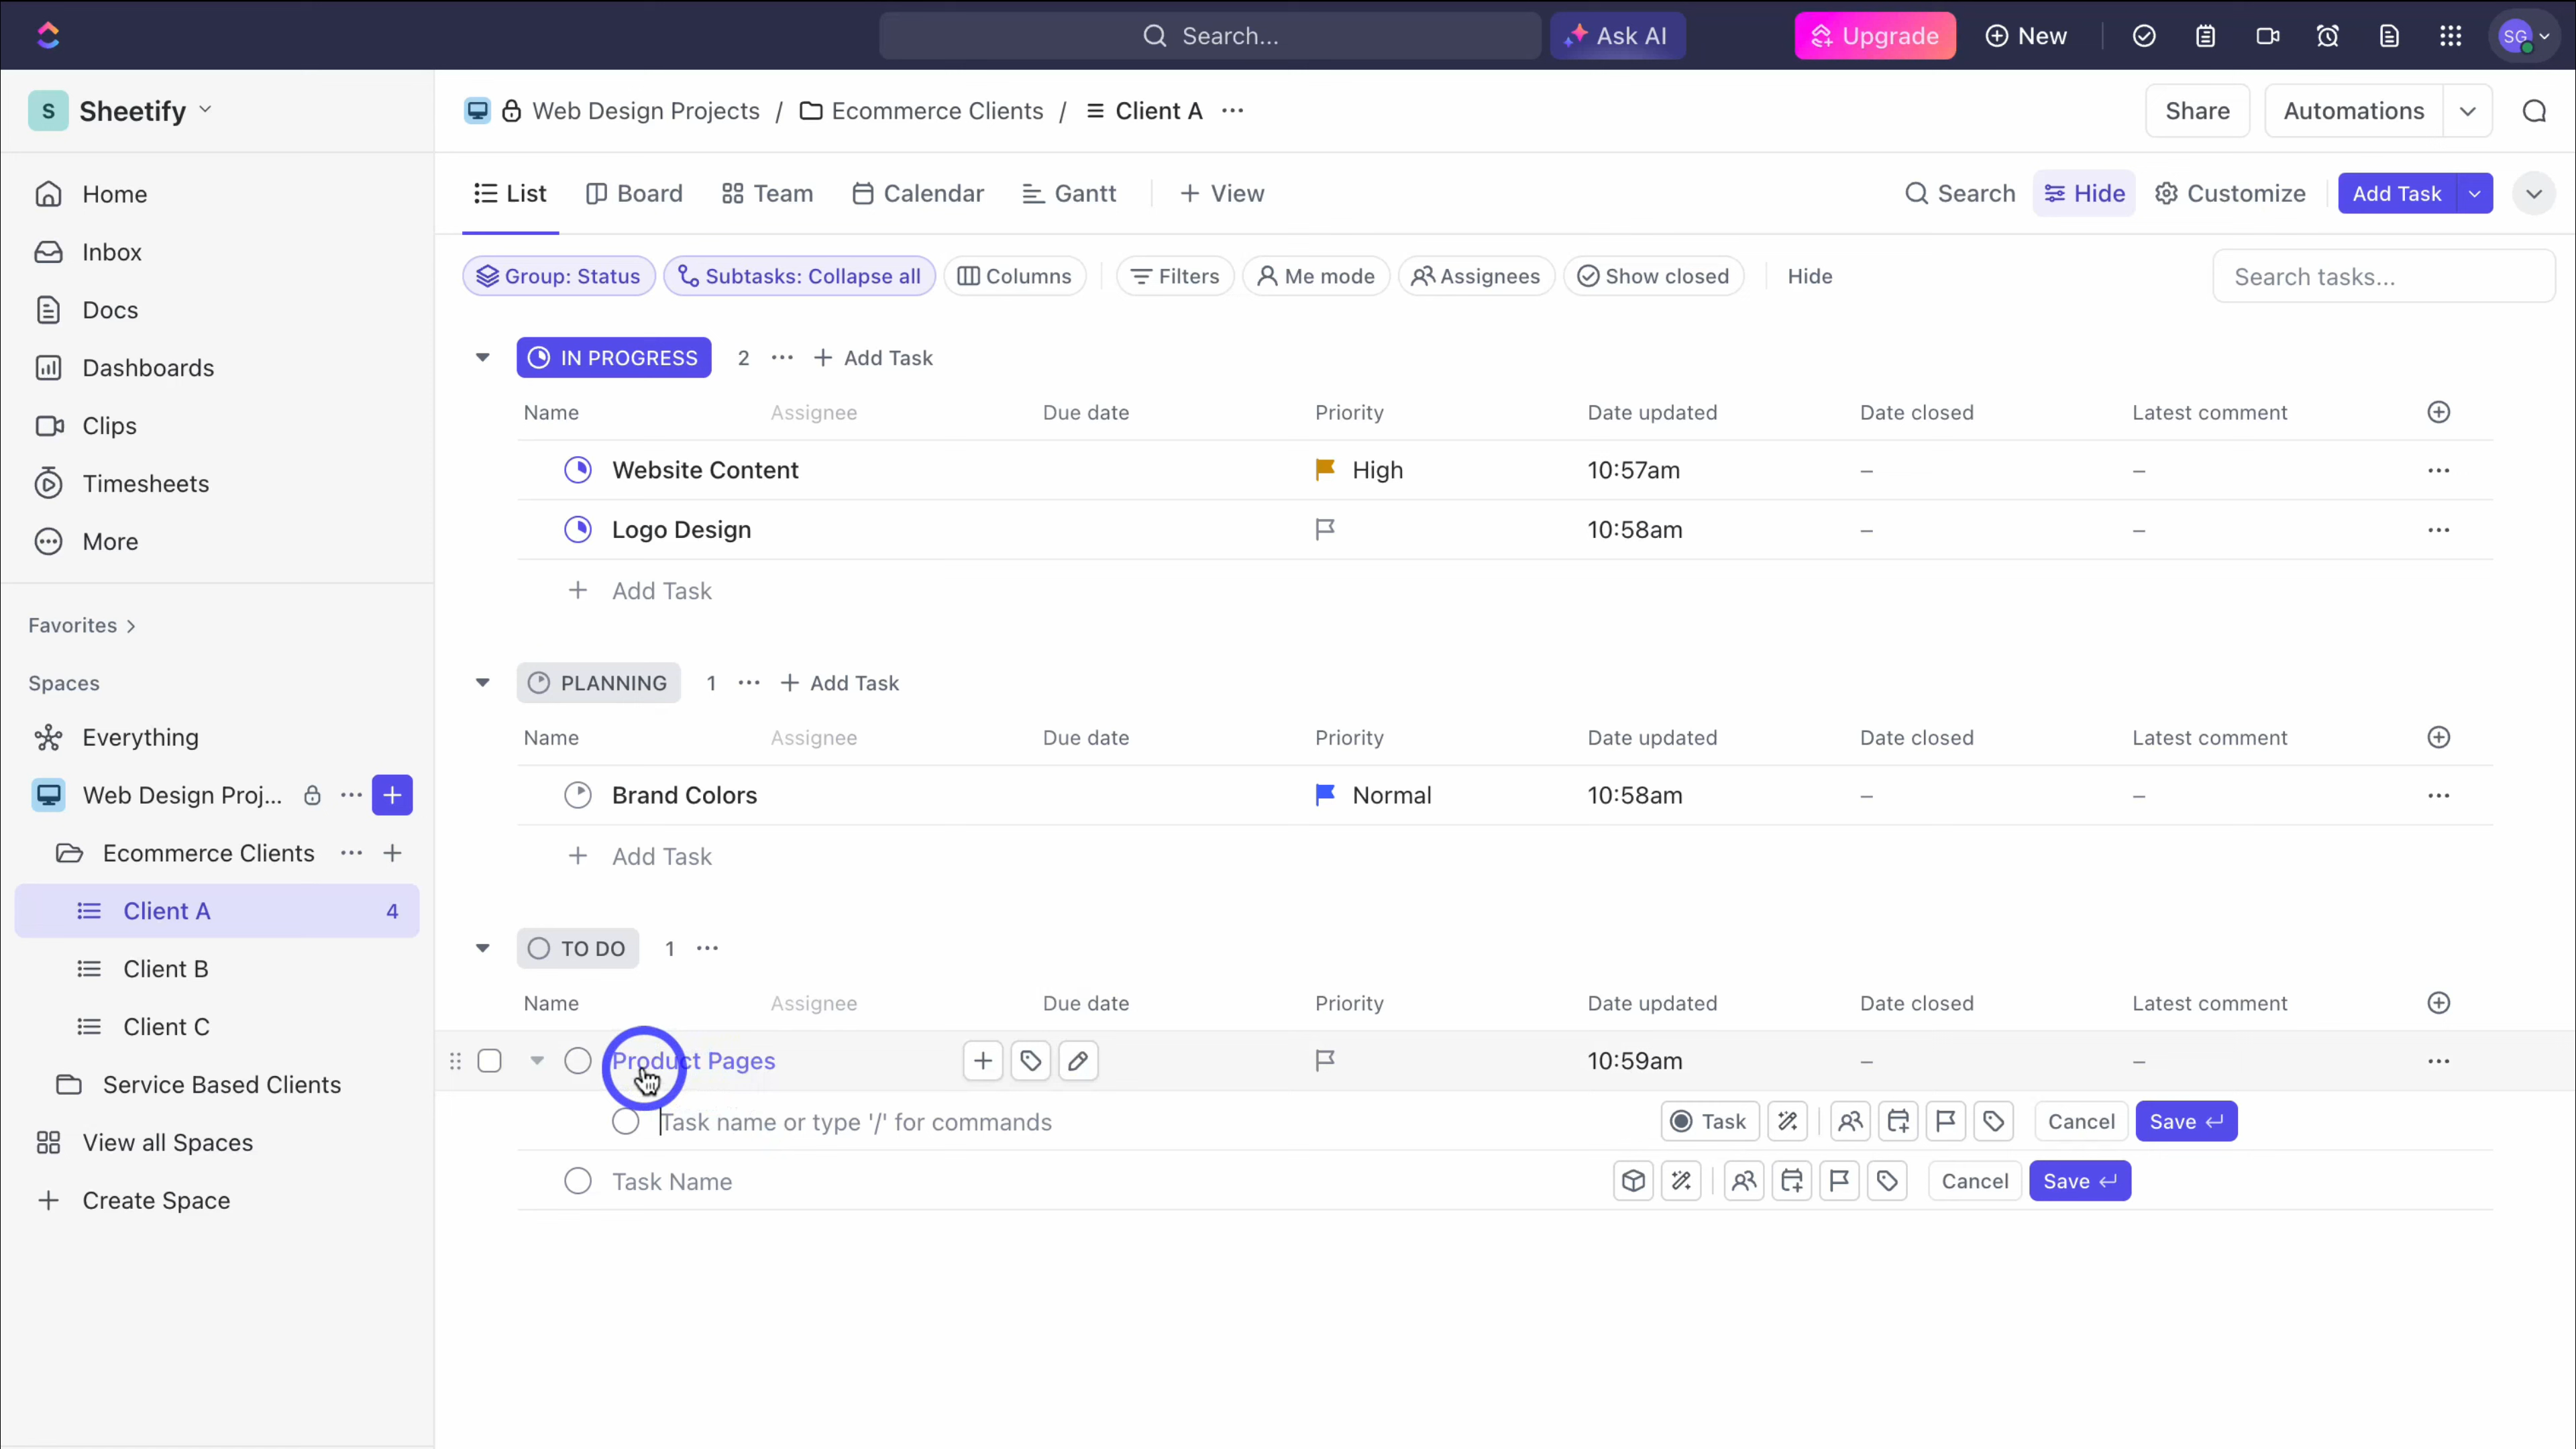 Search... Ask AI Upgrade New SG
S Sheetify
Web Design Projects / Ecommerce Clients / Client A ... Share Automations
Home
Inbox
Docs
Dashboards
Clips
Timesheets
More
Favorites
Spaces
Everything
Web Design Proj... ...
Ecommerce Clients ...
Client A 4
Client B
Client C
Service Based Clients
View all Spaces
Create Space
List Board Team Calendar Gantt + View Search Hide Customize Add Task
Group: Status Subtasks: Collapse all Columns Filters Me mode Assignees Show closed Hide Search tasks...
IN PROGRESS 2 ... + Add Task
Name Assignee Due date Priority Date updated Date closed Latest comment
Website Content High 10:57am – – ...
Logo Design 10:58am – – ...
+ Add Task
PLANNING 1 ... + Add Task
Name Assignee Due date Priority Date updated Date closed Latest comment
Brand Colors Normal 10:58am – – ...
+ Add Task
TO DO 1 ...
Name Assignee Due date Priority Date updated Date closed Latest comment
Product Pages 10:59am – – ...
Task name or type '/' for commands Task Cancel Save
Task Name Cancel Save